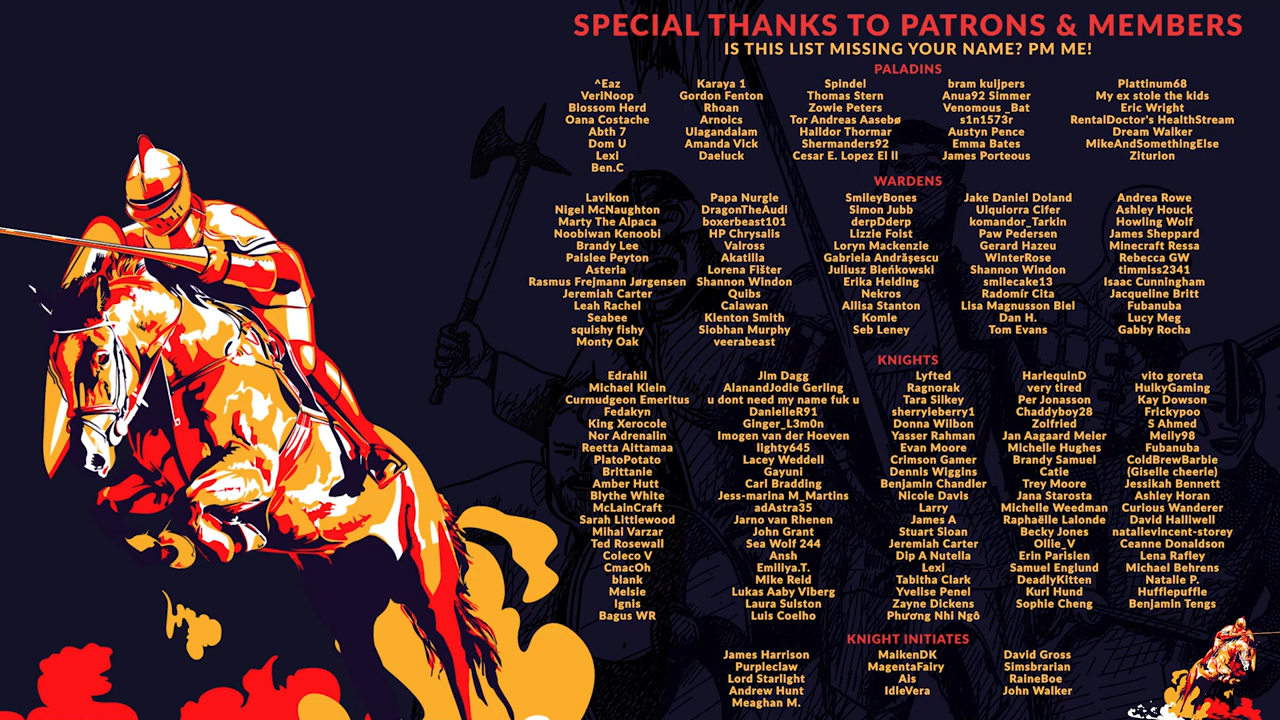 SPECIAL THANKS TO PATRONS & MEMBERS
IS THIS LIST MISSING YOUR NAME? PM ME!
PALADINS
^Eaz
VeriNoop
Blossom Herd
Oana Costache
Abth 7
Dom U
Lexi
Ben.C
Karaya 1
Gordon Fenton
Rhoan
Arnoics
Ulagandalam
Amanda Vick
Daeluck
Spindel
Thomas Stern
Zowie Peters
Tor Andreas Aasebø
Halldor Thormar
Shermanders92
Cesar E. Lopez El II
bram kuijpers
Anua92 Simmer
Venomous _Bat
s1n1573r
Austyn Pence
Emma Bates
James Porteous
Plattinum68
My ex stole the kids
Eric Wright
RentalDoctor's HealthStream
Dream Walker
MikeAndSomethingElse
Ziturion
WARDENS
Lavikon
Nigel McNaughton
Marty The Alpaca
Noobiwan Kenoobi
Brandy Lee
Paislee Peyton
Asteria
Rasmus Frejmann Jørgensen
Jeremiah Carter
Leah Rachel
Seabee
squishy fishy
Monty Oak
Papa Nurgle
DragonTheAudi
boxerbeast101
HP Chrysalis
Valross
Akatilla
Lorena Fišter
Shannon Windon
Quibs
Calawan
Klenton Smith
Siobhan Murphy
veerabeast
SmileyBones
Simon Jubb
derpDderp
Lizzie Foist
Loryn Mackenzie
Gabriela Andrășescu
Juliusz Bieńkowski
Erika Helding
Nekros
Allisa Stanton
Komle
Seb Leney
Jake Daniel Doland
Ulquiorra Cifer
komandor_Tarkin
Paw Pedersen
Gerard Hazeu
WinterRose
Shannon Windon
smilecake13
Radomír Cita
Lisa Magnusson Biel
Dan H.
Tom Evans
Andrea Rowe
Ashley Houck
Howling Wolf
James Sheppard
Minecraft Ressa
Rebecca GW
timmiss2341
Isaac Cunningham
Jacqueline Britt
Fubanuba
Lucy Meg
Gabby Rocha
KNIGHTS
Edrahil
Michael Klein
Curmudgeon Emeritus
Fedakyn
King Xerocole
Nor Adrenalin
Reetta Aittamaa
PlatoPotato
Brittanie
Amber Hutt
Blythe White
McLainCraft
Sarah Littlewood
Mihai Varzar
Ted Rosewall
Coleco V
CmacOh
blank
Melsie
Ignis
Bagus WR
Jim Dagg
AlanandJodie Gerling
u dont need my name fuk u
DanielleR91
Ginger_L3m0n
Imogen van der Hoeven
lighty645
Lacey Weddell
Gayuni
Carl Bradding
Jess-marina M_Martins
adAstra35
Jarno van Rhenen
John Grant
Sea Wolf 244
Ansh
Emiliya.T.
Mike Reid
Lukas Aaby Viberg
Laura Sulston
Luis Coelho
Lyfted
Ragnorak
Tara Silkey
sherryieberry1
Donna Wilbon
Yasser Rahman
Evan Moore
Crimson Gamer
Dennis Wiggins
Benjamin Chandler
Nicole Davis
Larry
James A
Stuart Sloan
Jeremiah Carter
Dip A Nutella
Lexi
Tabitha Clark
Yvelise Penel
Zayne Dickens
Phương Nhi Ngô
HarlequinD
very tired
Per Jonasson
Chaddyboy28
Zolfried
Jan Aagaard Meier
Michelle Hughes
Brandy Samuel
Catie
Trey Moore
Jana Starosta
Michelle Weedman
Raphaëlle Lalonde
Becky Jones
Ollie_V
Erin Parisien
Samuel Englund
DeadlyKitten
Kuri Hund
Sophie Cheng
vito goreta
HulkyGaming
Kay Dowson
Frickypoo
S Ahmed
Meily98
Fubanuba
ColdBrewBarbie
(Giselle cheerie)
Jessikah Bennett
Ashley Horan
Curious Wanderer
David Halliwell
natalievincent-storey
Ceanne Donaldson
Lena Rafley
Michael Behrens
Natalie P.
Hufflepuffle
Benjamin Tengs
KNIGHT INITIATES
James Harrison
Purpleclaw
Lord Starlight
Andrew Hunt
Meaghan M.
MaikenDK
MagentaFairy
Ais
IdleVera
David Gross
Simsbrarian
RaineBoe
John Walker